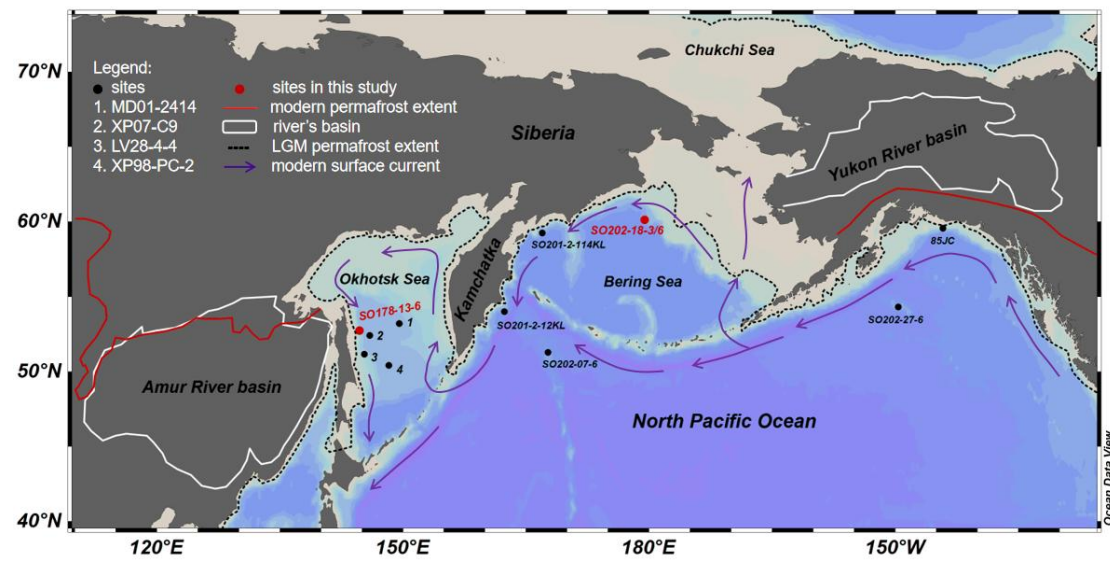 Chukchi Sea
70°N
Legend:
sites
sites in this study
1. MD01-2414
modern permafrost extent
2. XP07-C9
river's basin
3. LV28-4-4
LGM permafrost extent
4. XP98-PC-2
modern surface current
Siberia
Yukon River basin
60°N
SO202-18-3/6
SO201-2-114KL
85JC
Okhotsk Sea
Kamchatka
Bering Sea
SO178-13-6
1
2
3
4
SO201-2-12KL
SO202-27-6
SO202-07-6
50°N
Amur River basin
North Pacific Ocean
40°N
Ocean Data View
120°E
150°E
180°E
150°W